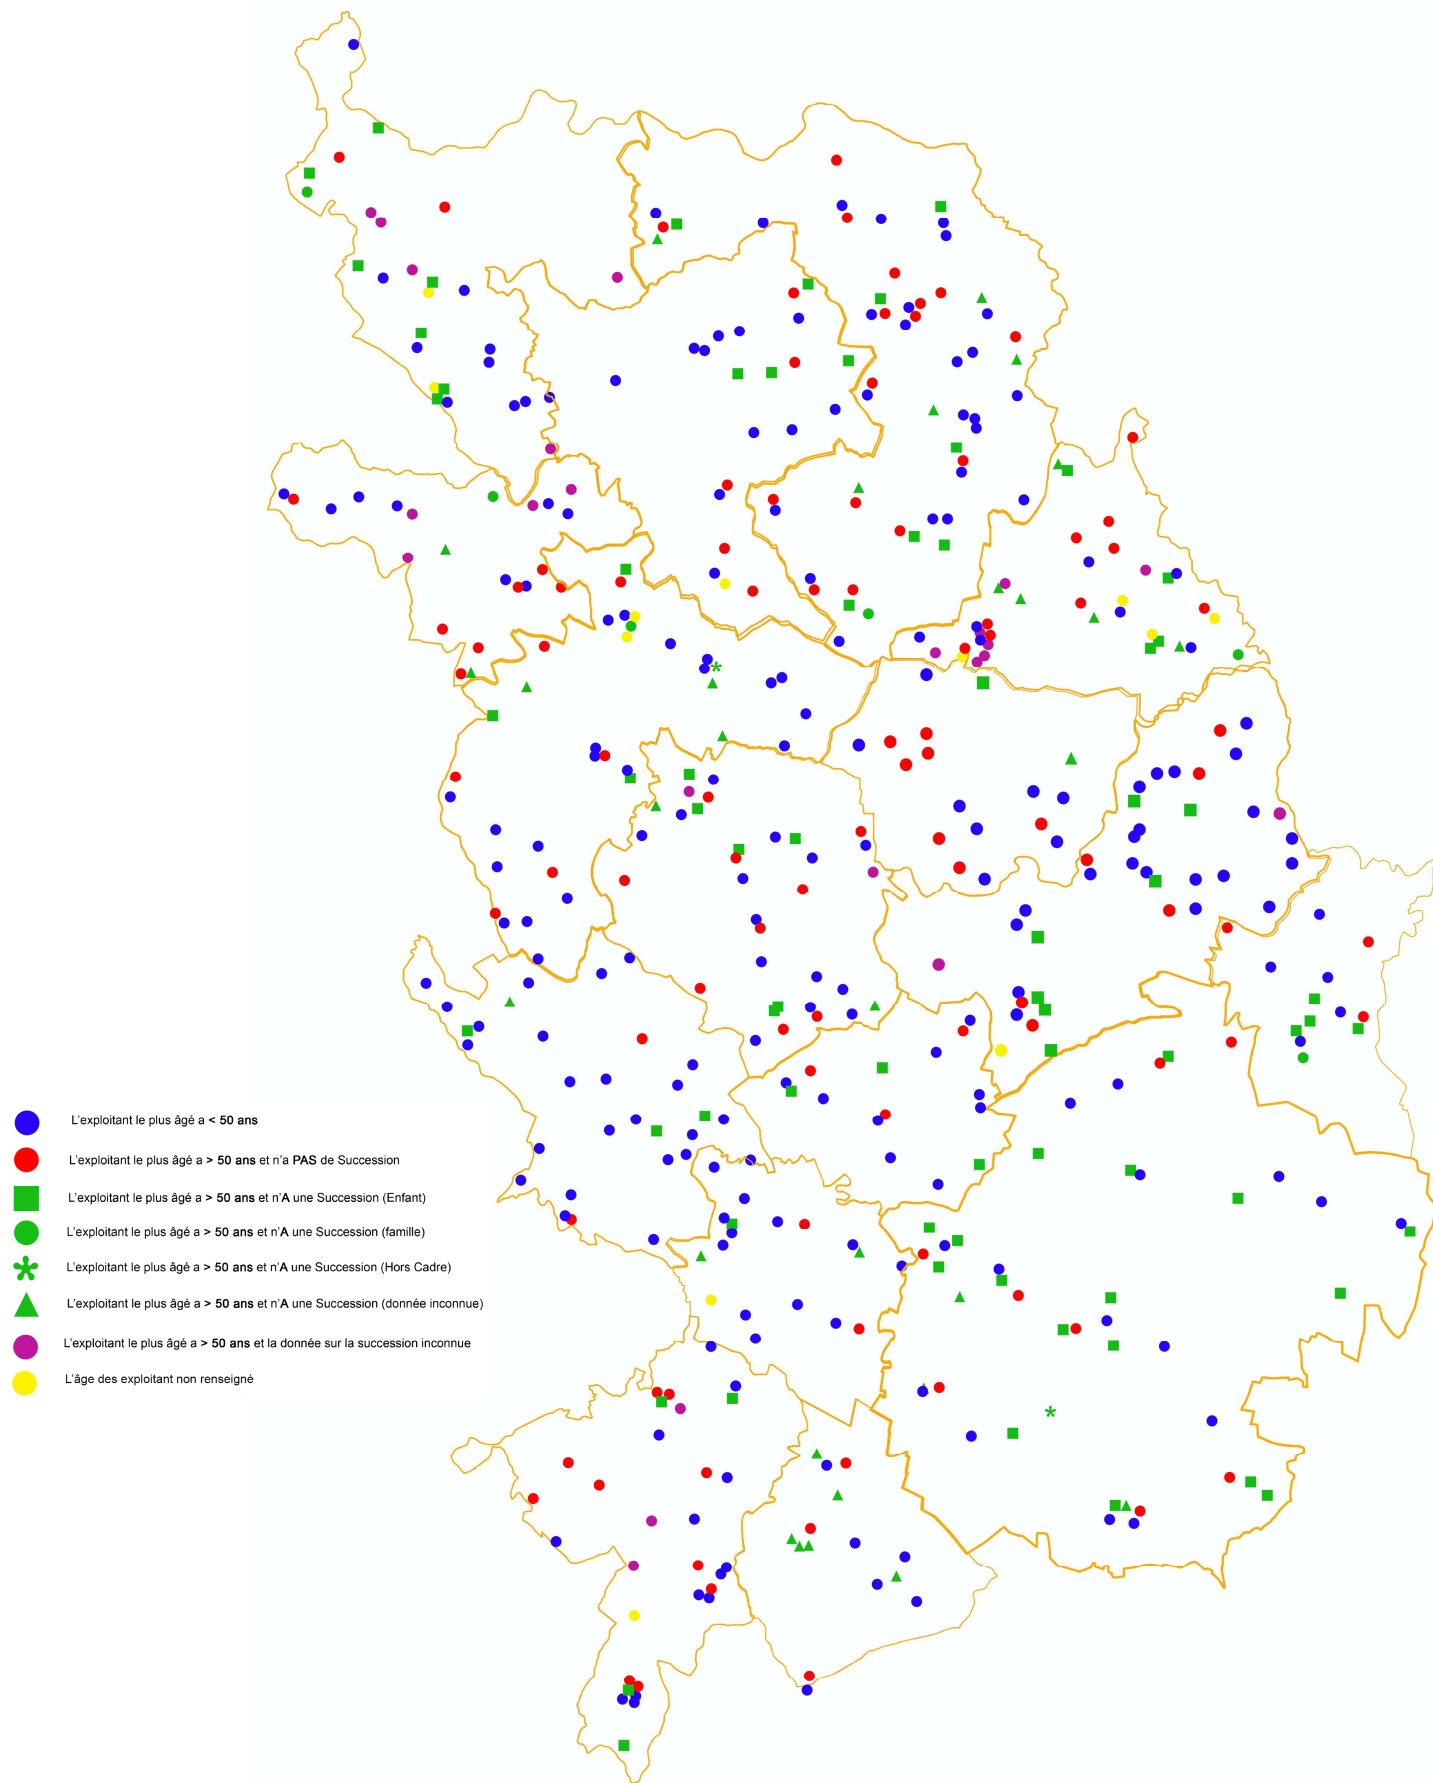 L'exploitant le plus âgé a < 50 ans
L'exploitant le plus âgé a > 50 ans et n'a PAS de Succession
L'exploitant le plus âgé a > 50 ans et n'A une Succession (Enfant)
L'exploitant le plus âgé a > 50 ans et n'A une Succession (famille)
L'exploitant le plus âgé a > 50 ans et n'A une Succession (Hors Cadre)
L'exploitant le plus âgé a > 50 ans et n'A une Succession (donnée inconnue)
L'exploitant le plus âgé a > 50 ans et la donnée sur la succession inconnue
L'âge des exploitant non renseigné